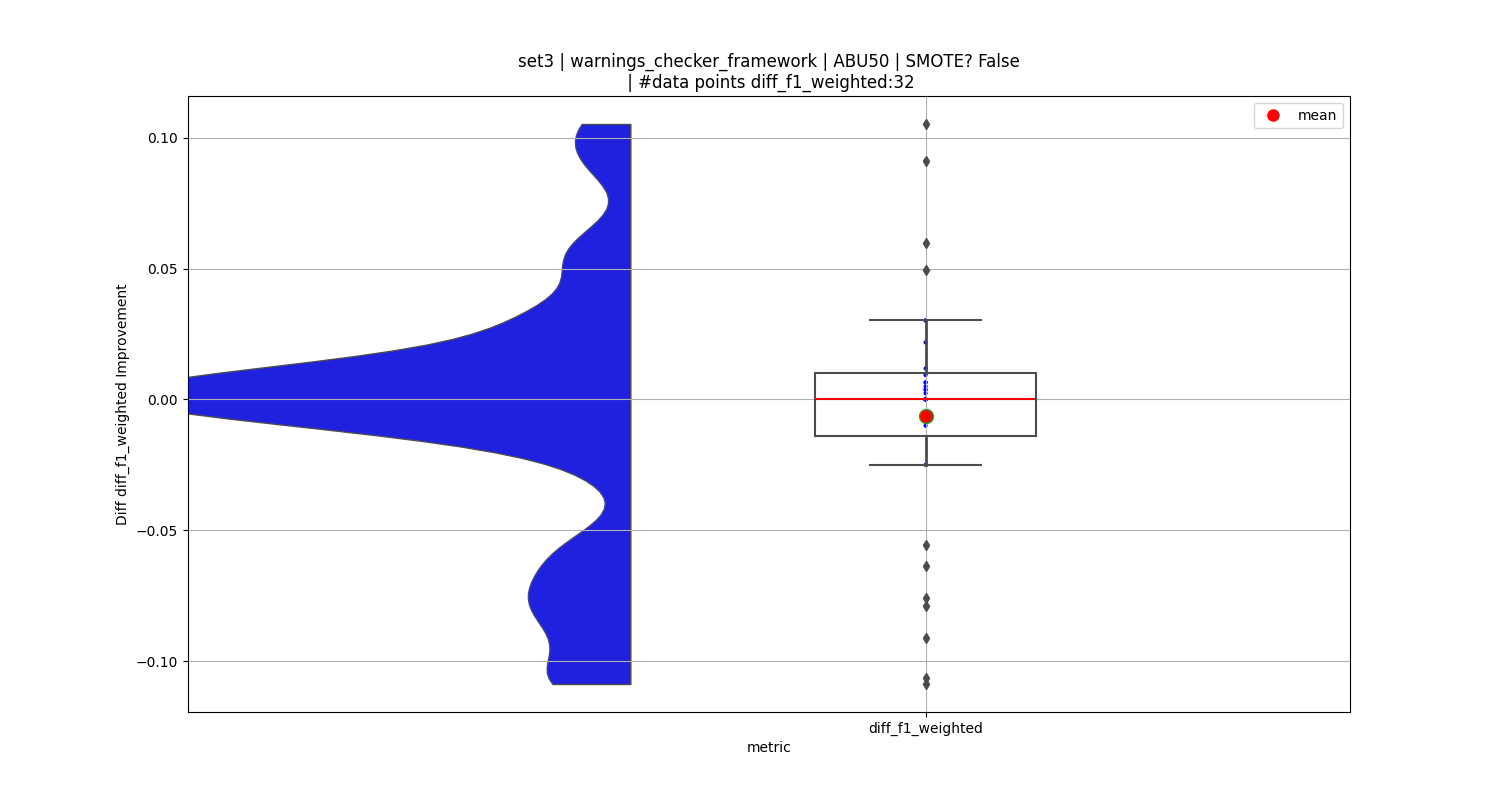 set3 | warnings_checker_framework | ABU50 | SMOTE? False
| #data points diff_f1_weighted:32
mean
0.10
0.05
0.00
−0.05
−0.10
Diff diff_f1_weighted Improvement
diff_f1_weighted
metric